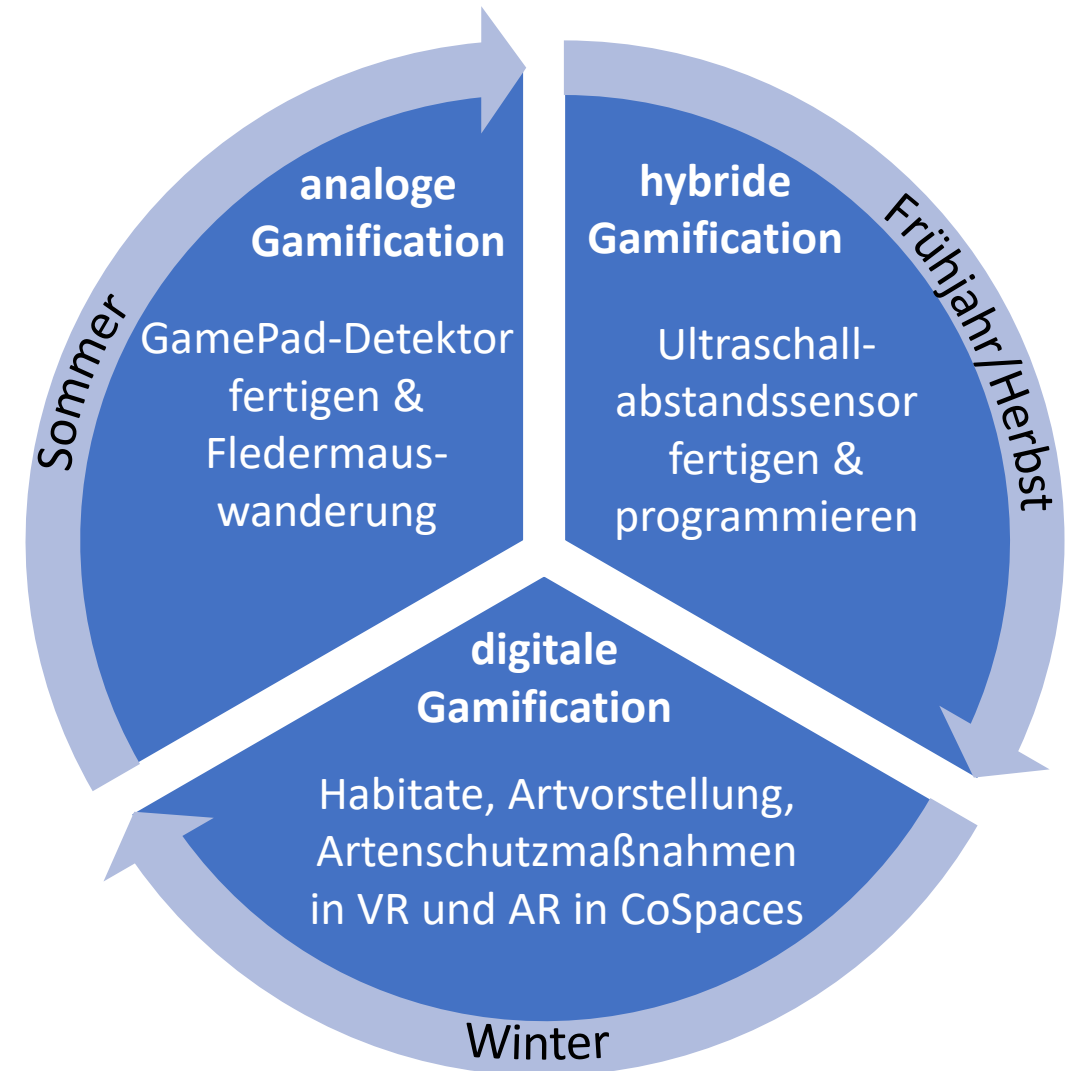 analoge
Gamification
GamePad-Detektor
fertigen &
Fledermaus-
wanderung
Sommer
hybride
Gamification
Ultraschall-
abstandssensor
fertigen &
programmieren
Frühjahr/Herbst
digitale
Gamification
Habitate, Artvorstellung,
Artenschutzmaßnahmen
in VR und AR in CoSpaces
Winter